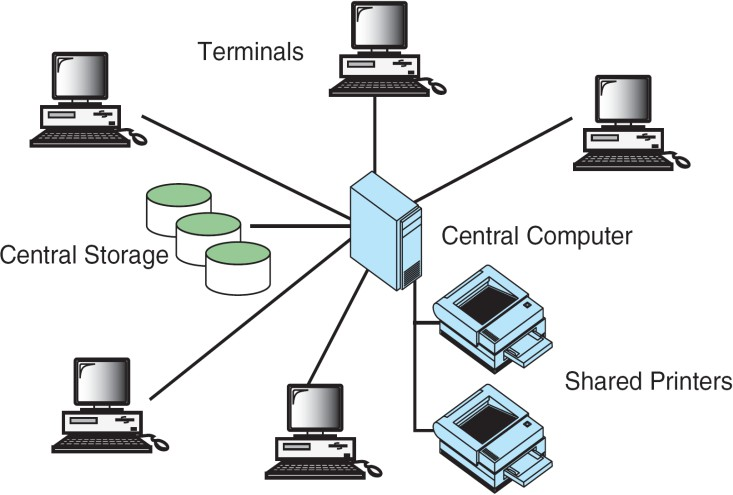 Terminals
Central Storage
Central Computer
Shared Printers